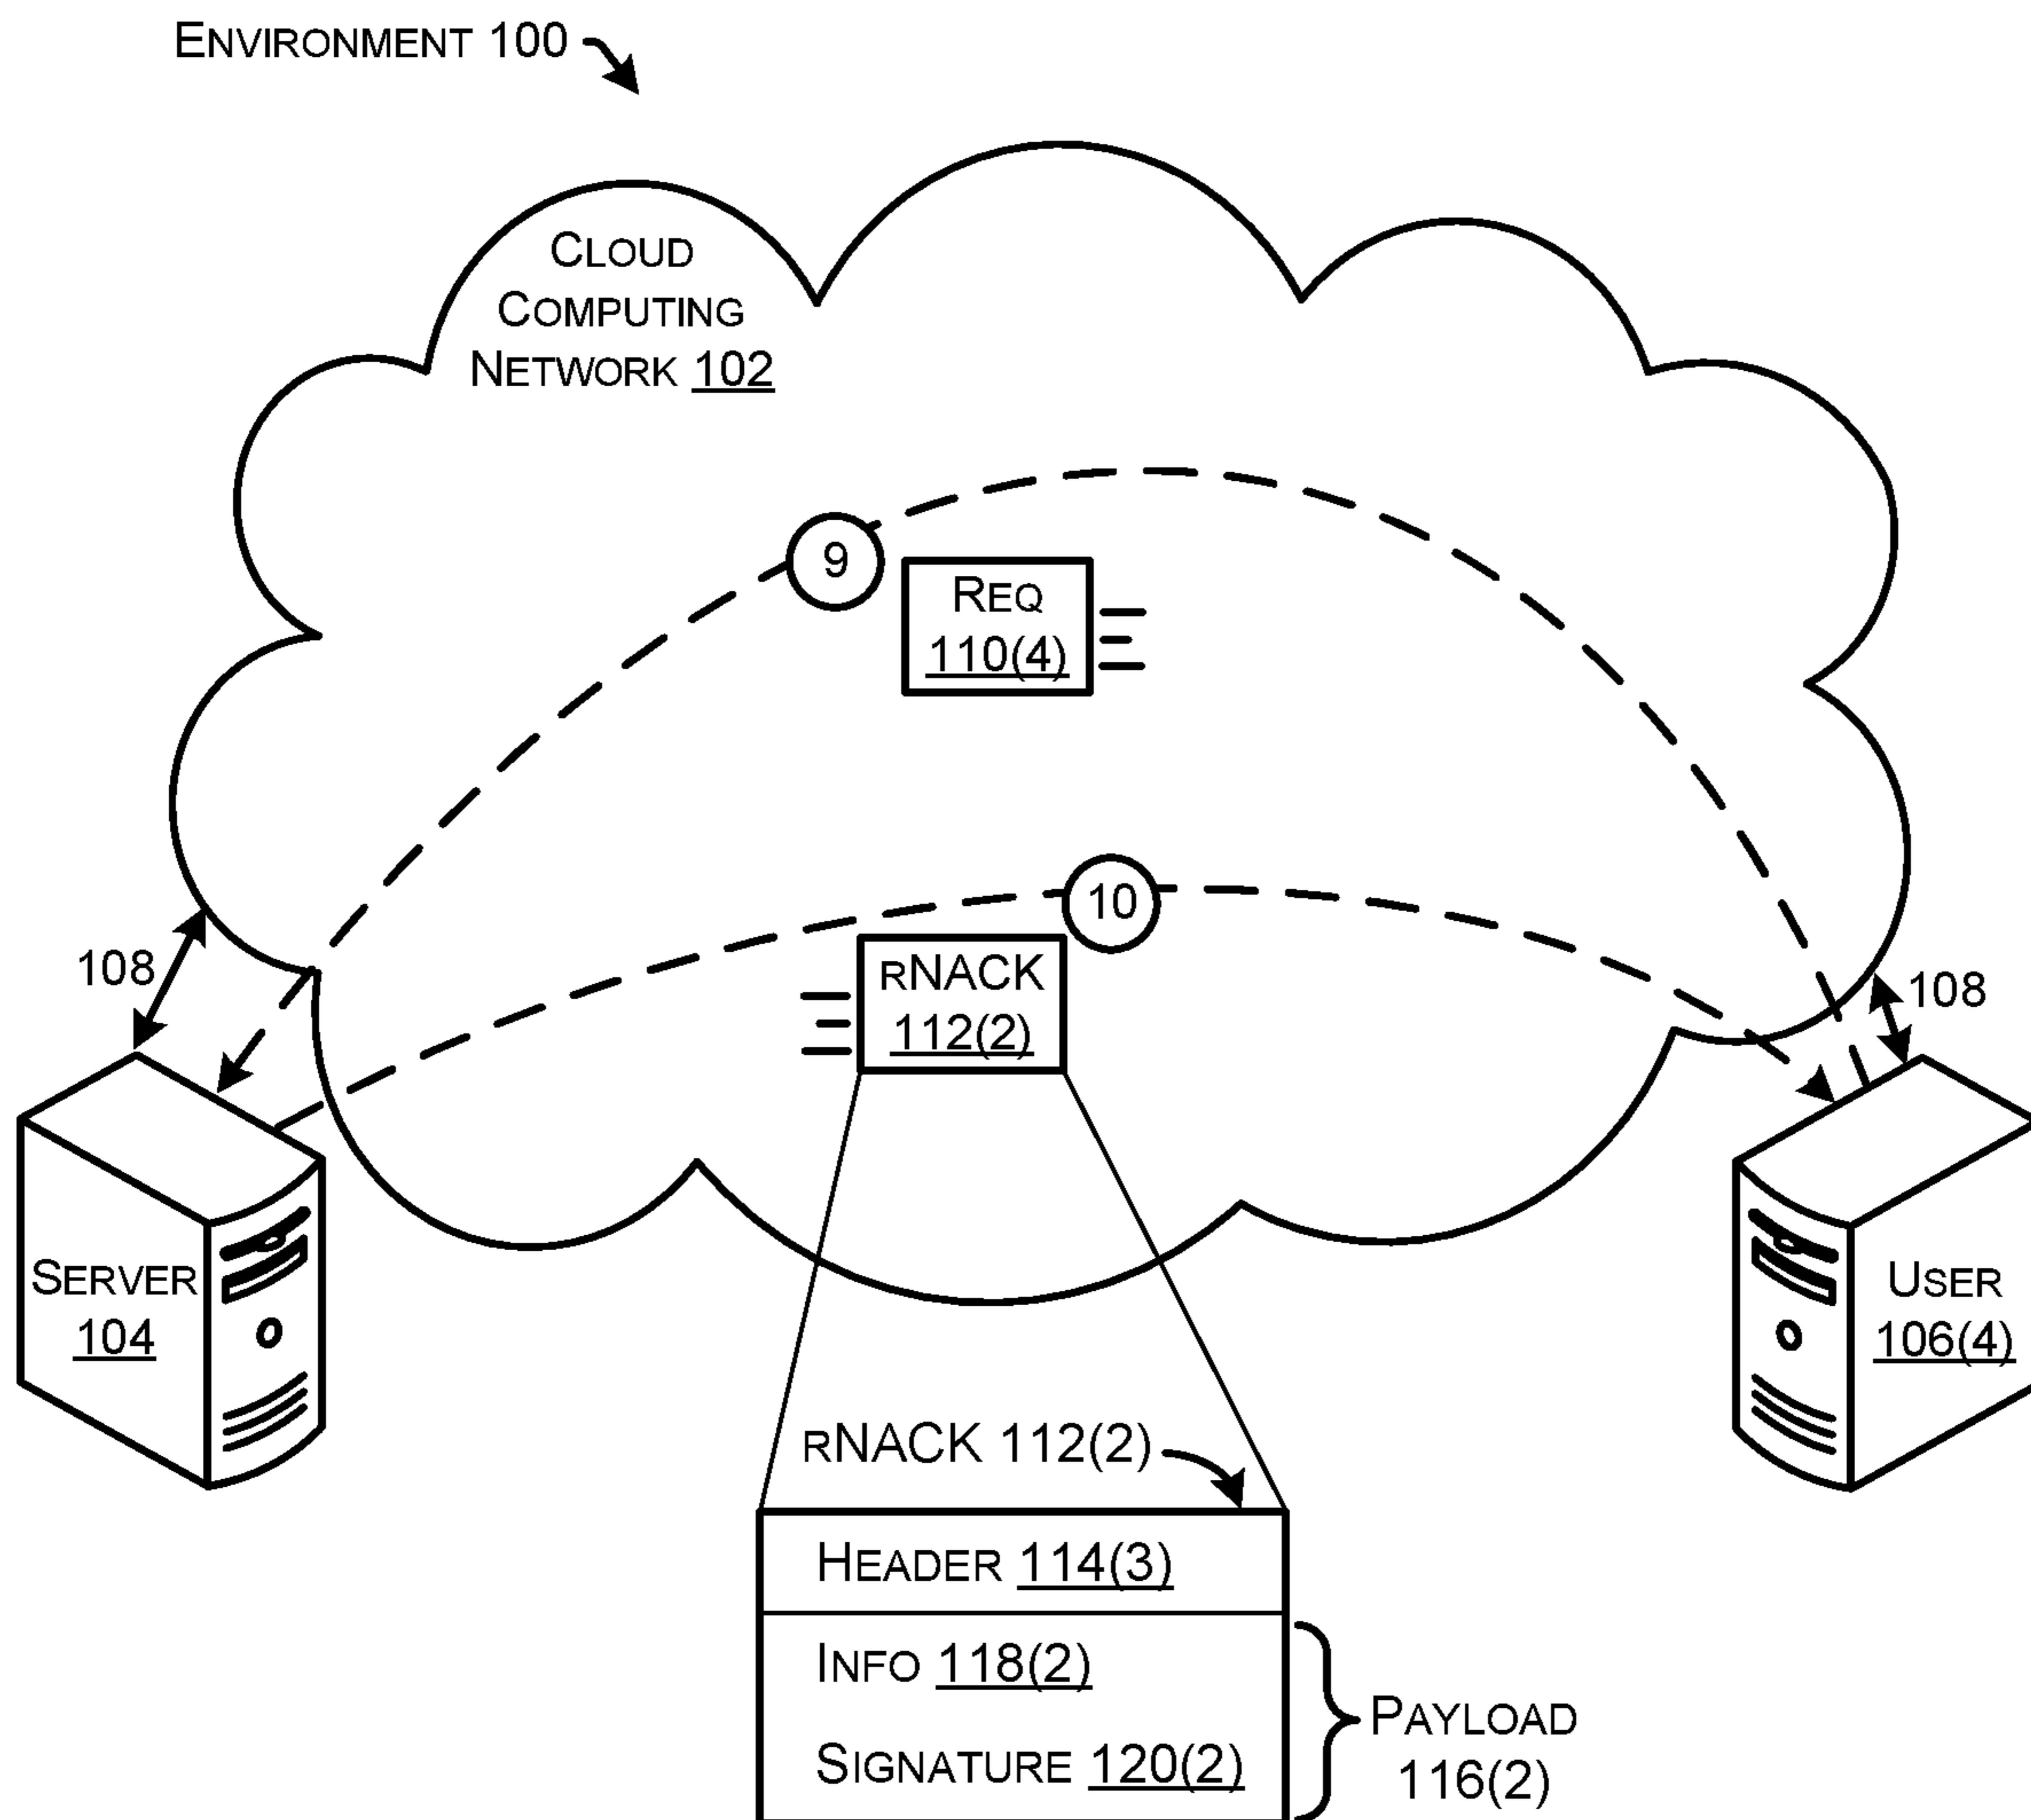 ENVIRONMENT 100
CLOUD
COMPUTING
NETWORK 102
9
REQ
110(4)
10
RNACK
112(2)
108
108
SERVER
104
USER
106(4)
RNACK 112(2)
HEADER 114(3)
INFO 118(2)
SIGNATURE 120(2)
PAYLOAD
116(2)